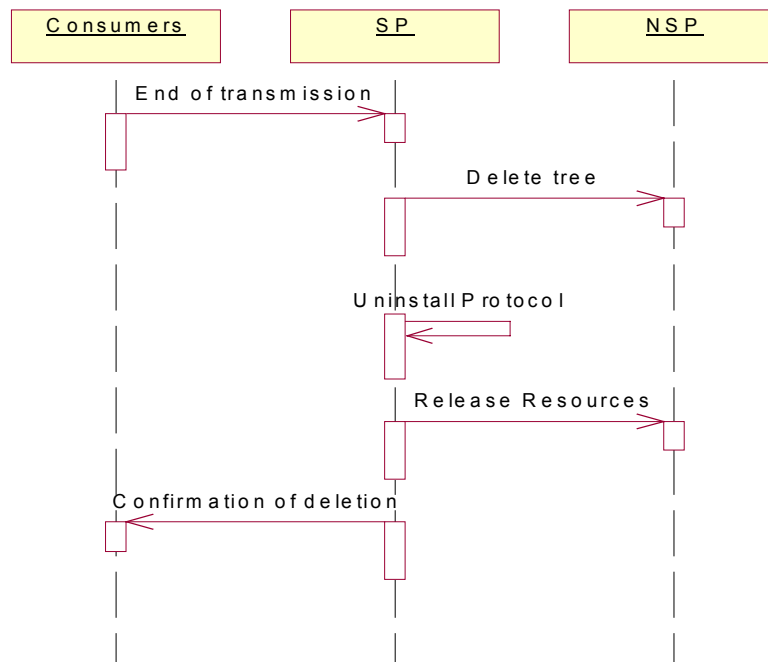 Consumers
SP
NSP
End of transmission
Delete tree
Uninstall Protocol
Release Resources
Confirmation of deletion